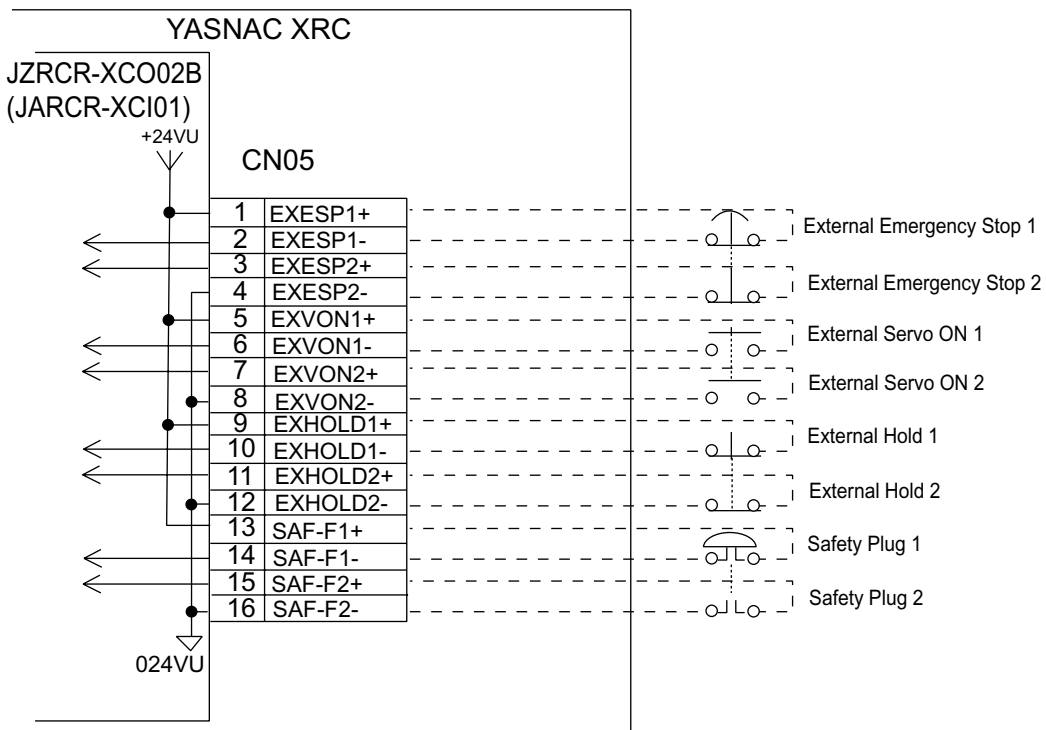 YASNAC XRC
JZRCR-XCO02B
(JARCR-XCI01)
+24VU
CN05
1 EXESP1+
External Emergency Stop 1
2 EXESP1-
3 EXESP2+
External Emergency Stop 2
4 EXESP2-
5 EXVON1+
External Servo ON 1
6 EXVON1-
7 EXVON2+
External Servo ON 2
8 EXVON2-
9 EXHOLD1+
External Hold 1
10 EXHOLD1-
11 EXHOLD2+
External Hold 2
12 EXHOLD2-
13 SAF-F1+
Safety Plug 1
14 SAF-F1-
15 SAF-F2+
Safety Plug 2
16 SAF-F2-
024VU